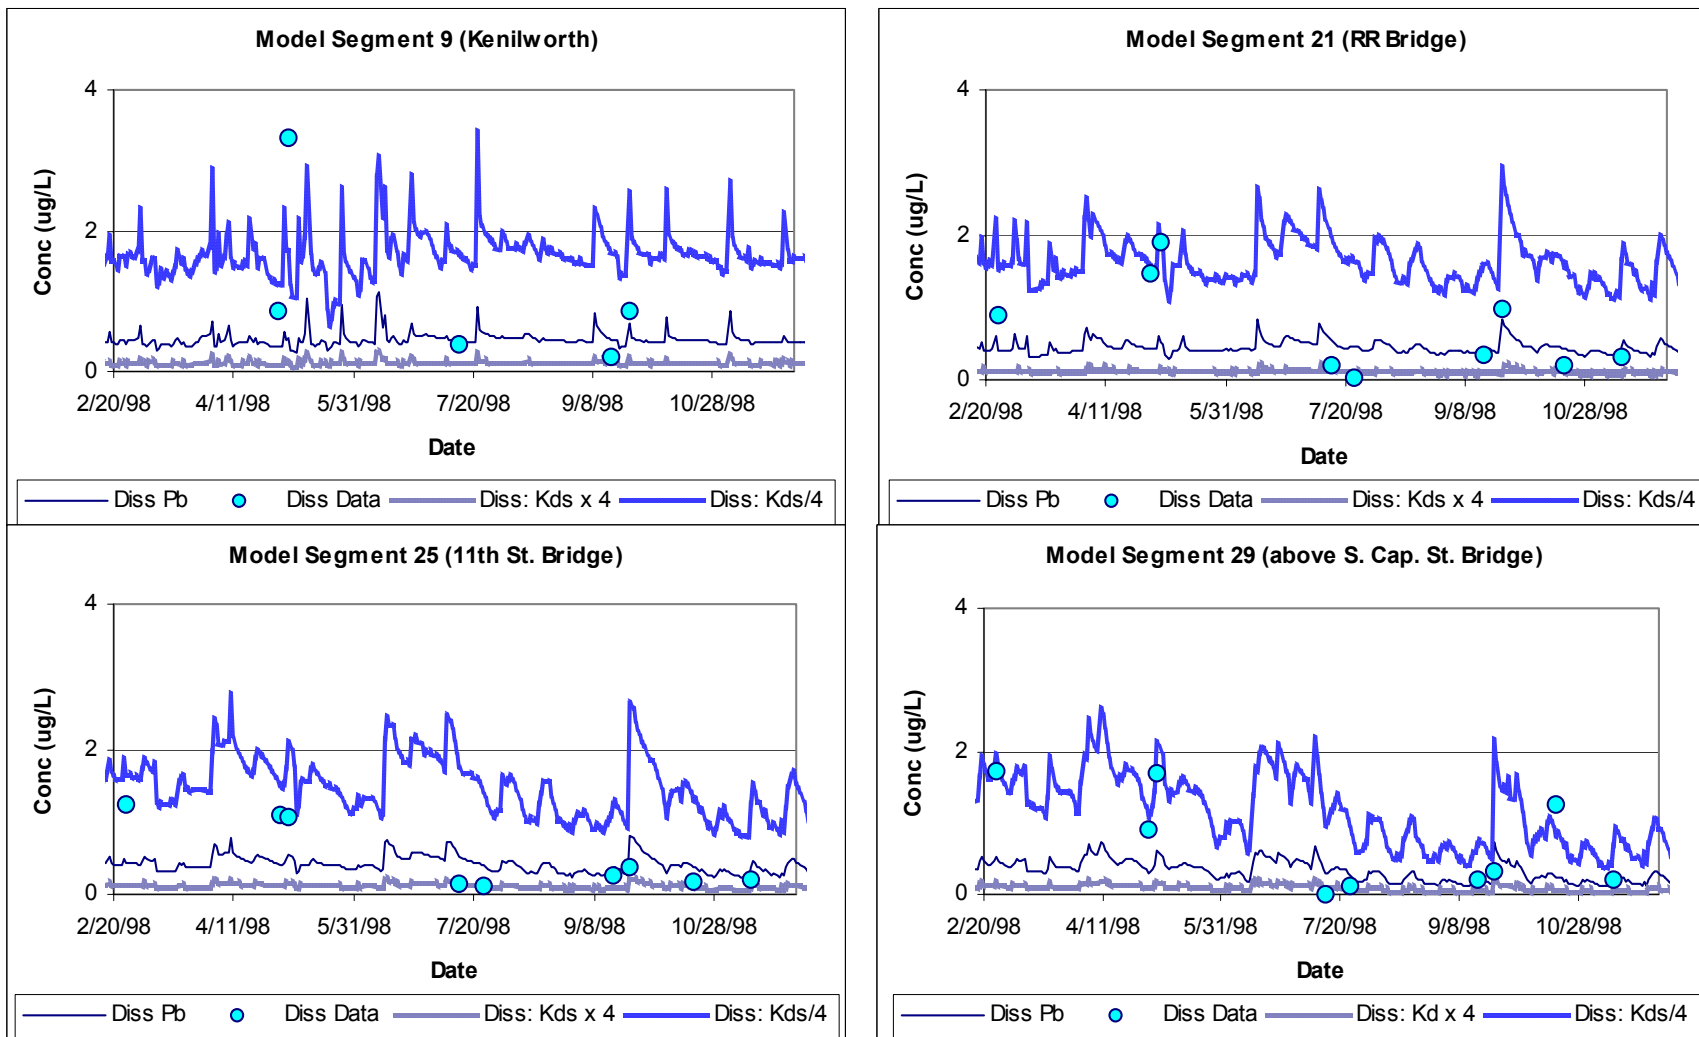 Model Segment 9 (Kenilworth)
4
2
0
Conc (ug/L)
2/20/98 4/11/98 5/31/98 7/20/98 9/8/98 10/28/98
Date
Diss Pb Diss Data Diss: Kds x 4 Diss: Kds/4
Model Segment 21 (RR Bridge)
4
2
0
Conc (ug/L)
2/20/98 4/11/98 5/31/98 7/20/98 9/8/98 10/28/98
Date
Diss Pb Diss Data Diss: Kds x 4 Diss: Kds/4
Model Segment 25 (11th St. Bridge)
4
2
0
Conc (ug/L)
2/20/98 4/11/98 5/31/98 7/20/98 9/8/98 10/28/98
Date
Diss Pb Diss Data Diss: Kds x 4 Diss: Kds/4
Model Segment 29 (above S. Cap. St. Bridge)
4
2
0
Conc (ug/L)
2/20/98 4/11/98 5/31/98 7/20/98 9/8/98 10/28/98
Date
Diss Pb Diss Data Diss: Kd x 4 Diss: Kds/4